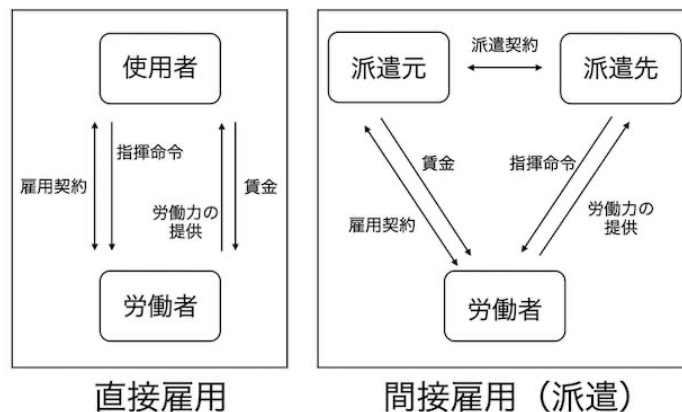 使用者
指揮命令
雇用契約
賃金
労働力の
提供
労働者
直接雇用
派遣元
派遣契約
派遣先
賃金
指揮命令
雇用契約
労働力の
提供
労働者
間接雇用（派遣）